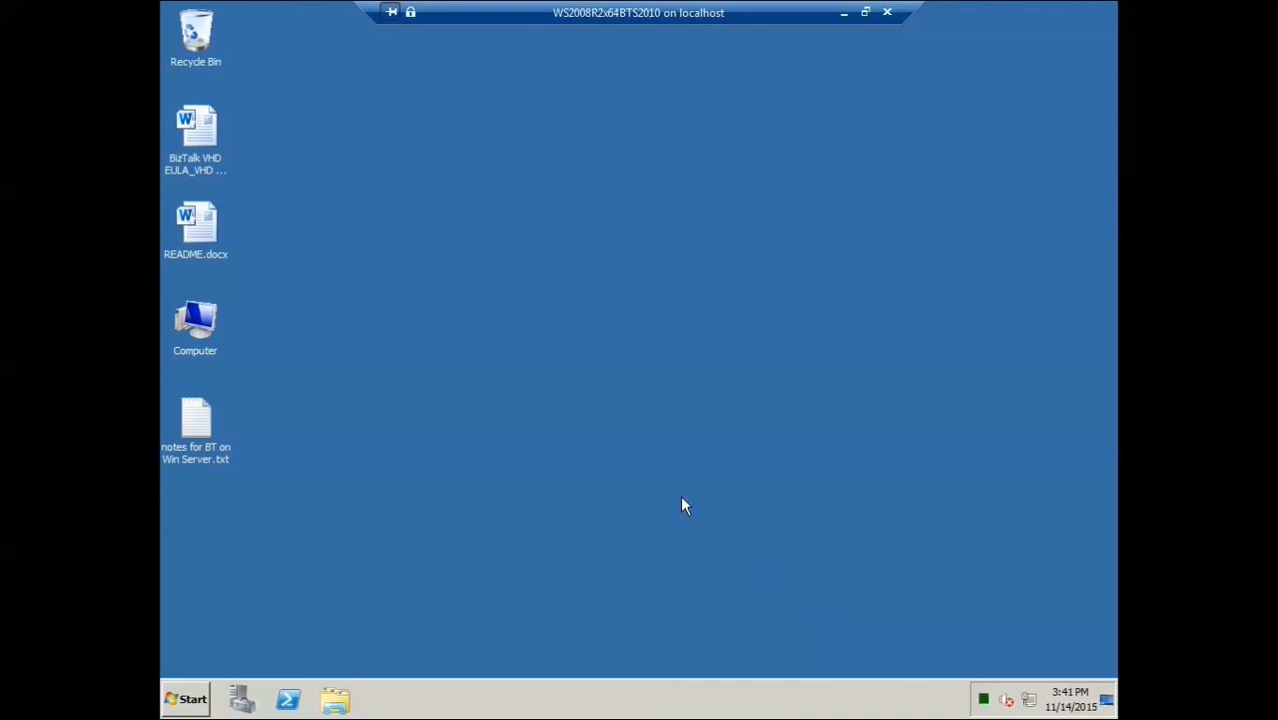 WS2008R2x64BTS2010 on localhost
Recycle Bin
BizTalk VHD
EULA_VHD ...
README.docx
Computer
notes for BT on
Win Server.txt
Start
3:41 PM
11/14/2015